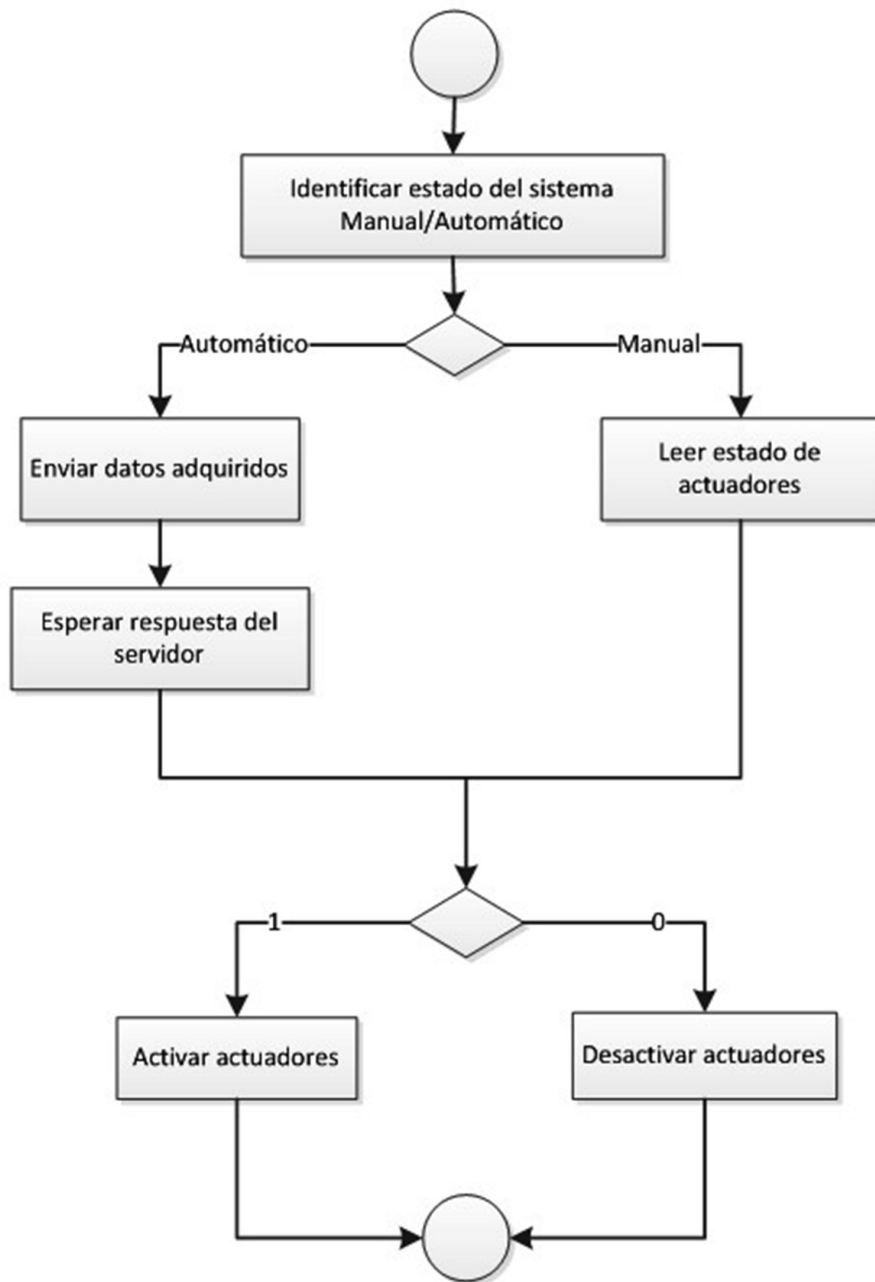 Identificar estado del sistema
Manual/Automático
Automático
Manual
Enviar datos adquiridos
Leer estado de
actuadores
Esperar respuesta del
servidor
1
0
Activar actuadores
Desactivar actuadores